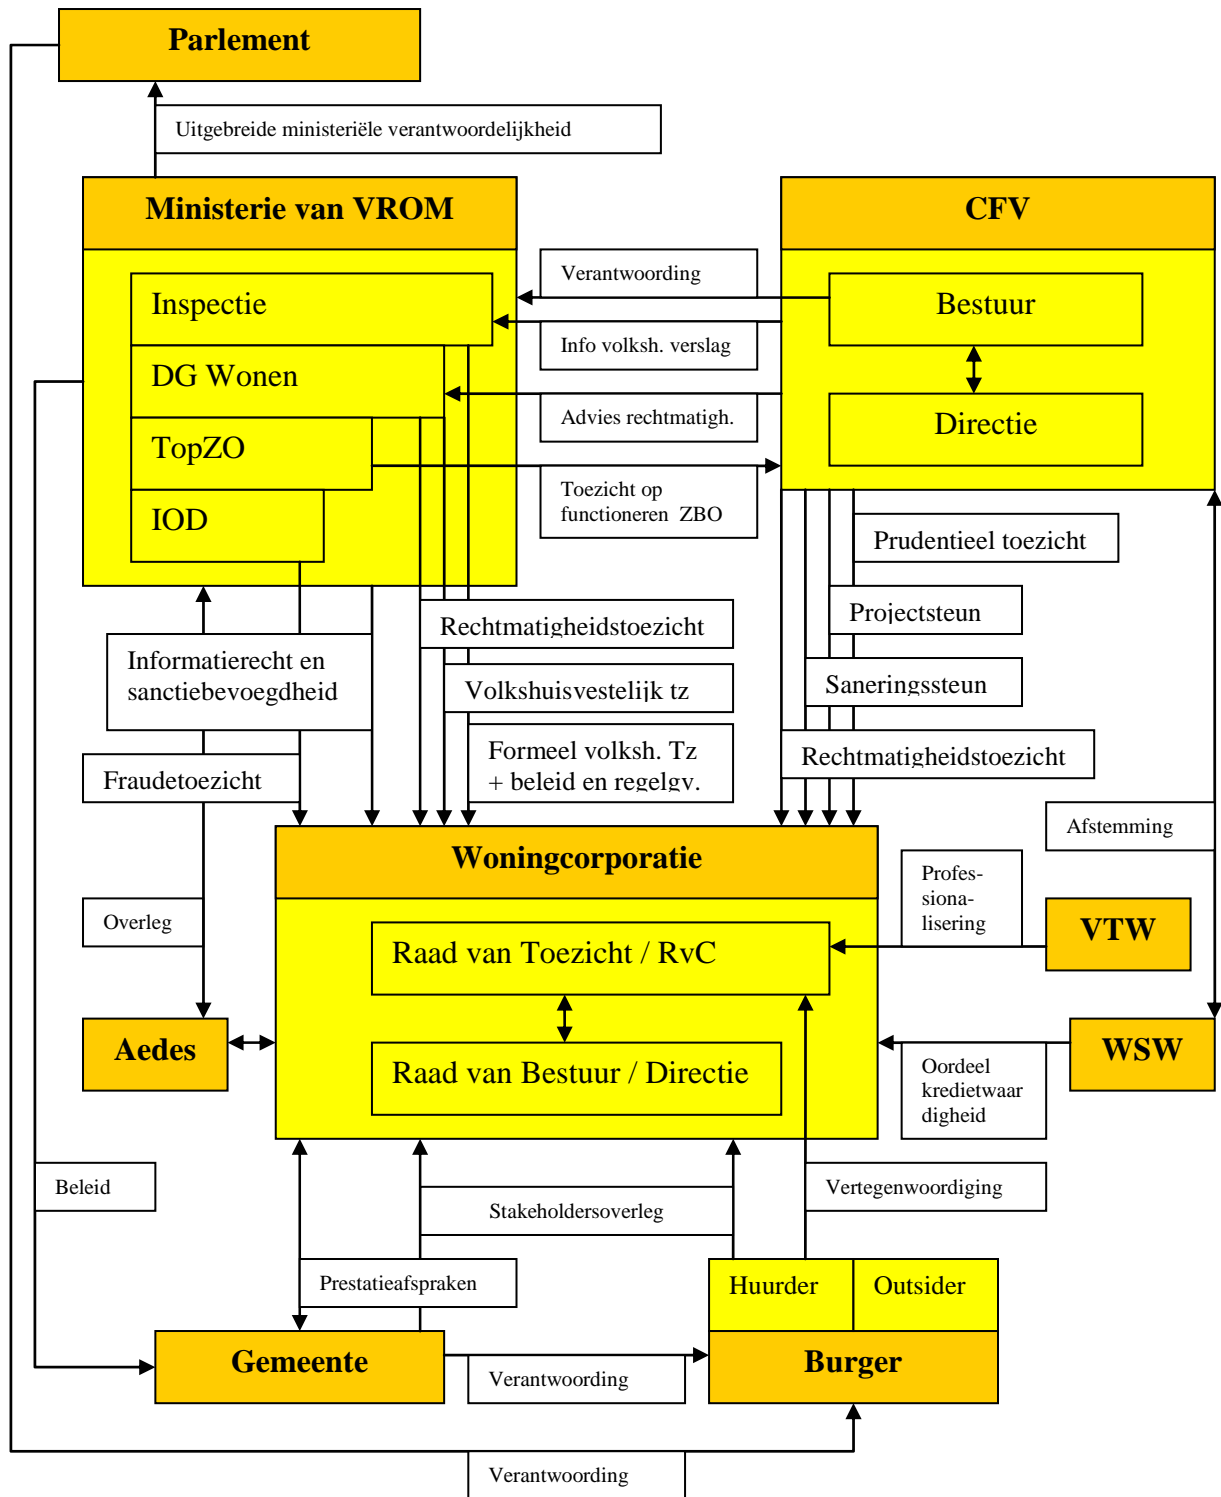 Parlement
Uitgebreide ministeriële verantwoordelijkheid
Ministerie van VROM
CFV
Inspectie
DG Wonen
TopZO
IOD
Verantwoording
Info volksh. verslag
Advies rechtmatigh.
Toezicht op
functioneren ZBO
Bestuur
Directie
Prudentieel toezicht
Projectsteun
Saneringssteun
Rechtmatigheidstoezicht
Rechtmatigheidstoezicht
Volkshuisvestelijk tz
Formeel volksh. Tz
+ beleid en regelgv.
Informatierecht en
sanctiebevoegdheid
Fraudetoezicht
Afstemming
Woningcorporatie
Raad van Toezicht / RvC
Raad van Bestuur / Directie
Profes-
siona-
lisering
VTW
Overleg
Aedes
WSW
Oordeel
kredietwaar
digheid
Beleid
Stakeholdersoverleg
Vertegenwoordiging
Prestatieafspraken
Huurder
Outsider
Gemeente
Verantwoording
Burger
Verantwoording